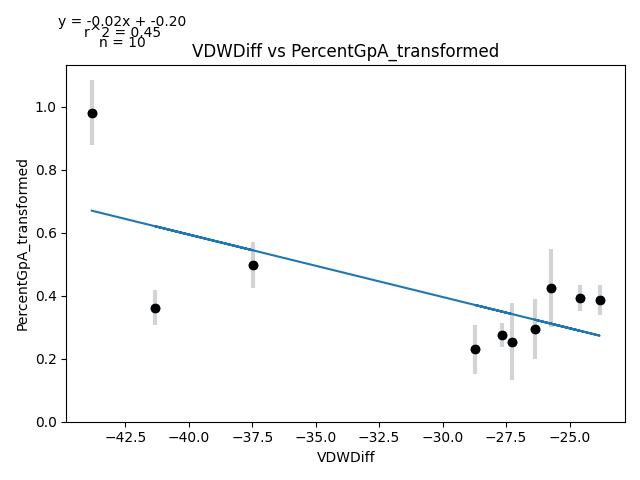 y = -0.02x + -0.20
r^2 = 0.45
n = 10
VDWDiff vs PercentGpA_transformed
PercentGpA_transformed
1.0
0.8
0.6
0.4
0.2
0.0
−42.5 −40.0 −37.5 −35.0 −32.5 −30.0 −27.5 −25.0
VDWDiff